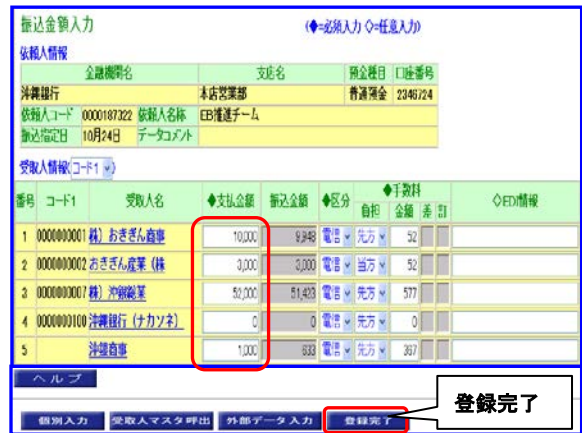 振込金額入力 (◆=必須入力 ◇=任意入力)
依頼人情報
金融機関名 支店名 預金種目 口座番号
沖縄銀行 本店営業部 普通預金 2346724
依頼人コード 0000187322 依頼人名称 EB推進チーム
振込指定日 10月24日 データコメント
受取人情報(コード1)
番号 コード1 受取人名 ◆支払金額 振込金額 ◆区分 ◆手数料 ◇EDI情報
負担 金額 差 訂
1 0000000001 株）おきぎん商事 10,000 9,948 電信 先方 52
2 0000000002 おきぎん産業（株 3,000 3,000 電信 当方 52
3 0000000007 株）沖銀総業 52,000 51,423 電信 先方 577
4 0000000100 沖縄銀行（ナカソネ） 0 0 電信 先方 0
5 沖銀商事 1,000 633 電信 先方 367
ヘルプ
個別入力 受取人マスタ呼出 外部データ入力 登録完了
登録完了